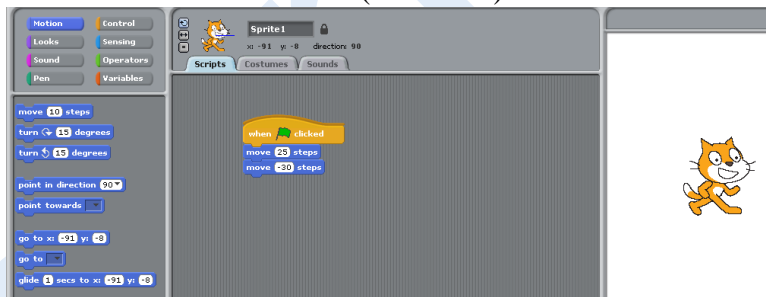 Motion Control
Looks Sensing
Sound Operators
Pen Variables
move 10 steps
turn 15 degrees
turn 15 degrees
point in direction 90
point towards
go to x: -91 y: -8
go to
glide 1 secs to x: -91 y: -8
Sprite1
x: -91 y: -8 direction: 90
Scripts Costumes Sounds
when clicked
move 25 steps
move -30 steps